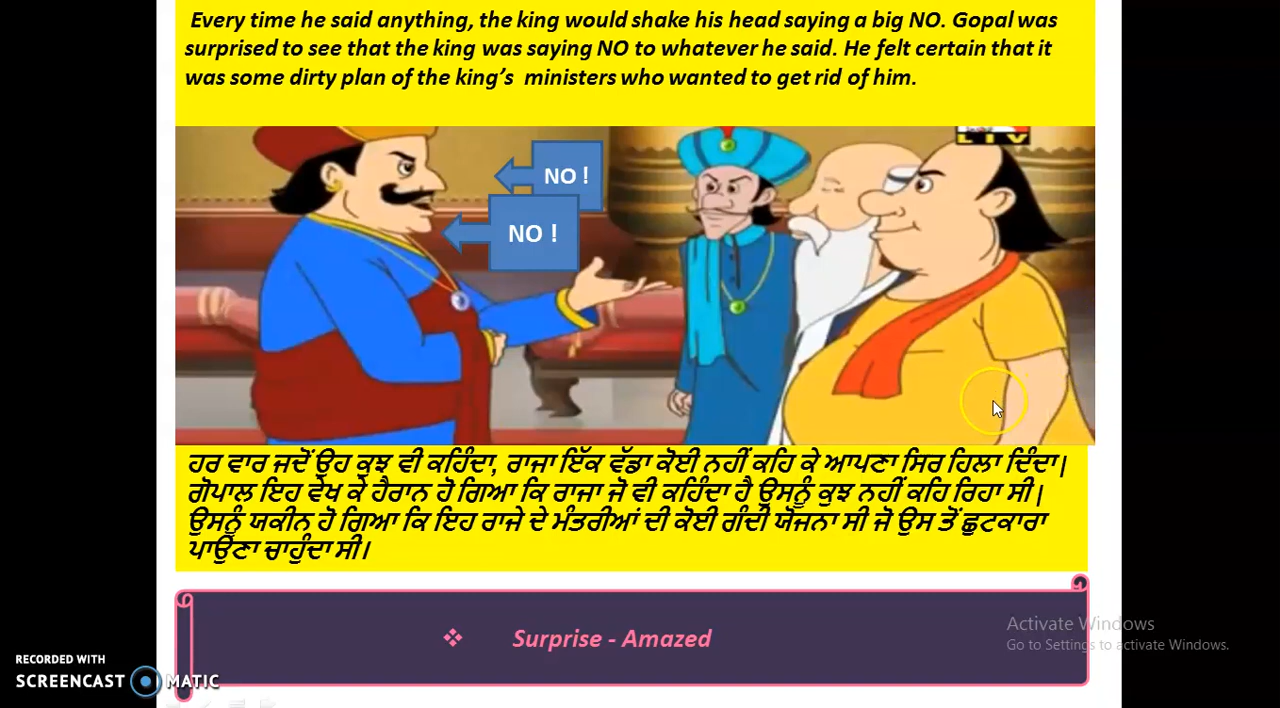 Every time he said anything, the king would shake his head saying a big NO. Gopal was
surprised to see that the king was saying NO to whatever he said. He felt certain that it
was some dirty plan of the king's ministers who wanted to get rid of him.
LIV
NO !
NO !
ਹਰ ਵਾਰ ਜਦੋਂ ਉਹ ਕੁਝ ਵੀ ਕਹਿੰਦਾ, ਰਾਜਾ ਇੱਕ ਵੱਡਾ ਕੋਈ ਨਹੀਂ ਕਹਿ ਕੇ ਆਪਣਾ ਸਿਰ ਹਿਲਾ ਦਿੰਦਾ|
ਗੋਪਾਲ ਇਹ ਵੇਖ ਕੇ ਹੈਰਾਨ ਹੋ ਗਿਆ ਕਿ ਰਾਜਾ ਜੋ ਵੀ ਕਹਿੰਦਾ ਹੈ ਉਸਨੂੰ ਕੁਝ ਨਹੀਂ ਕਹਿ ਰਿਹਾ ਸੀ|
ਉਸਨੂੰ ਯਕੀਨ ਹੋ ਗਿਆ ਕਿ ਇਹ ਰਾਜੇ ਦੇ ਮੰਤਰੀਆਂ ਦੀ ਕੋਈ ਗੰਦੀ ਯੋਜਨਾ ਸੀ ਜੋ ਉਸ ਤੋਂ ਛੁਟਕਾਰਾ
ਪਾਉਣਾ ਚਾਹੁੰਦਾ ਸੀ।
❖ Surprise - Amazed
Activate Windows
Go to Settings to activate Windows.
RECORDED WITH
SCREENCAST MATIC